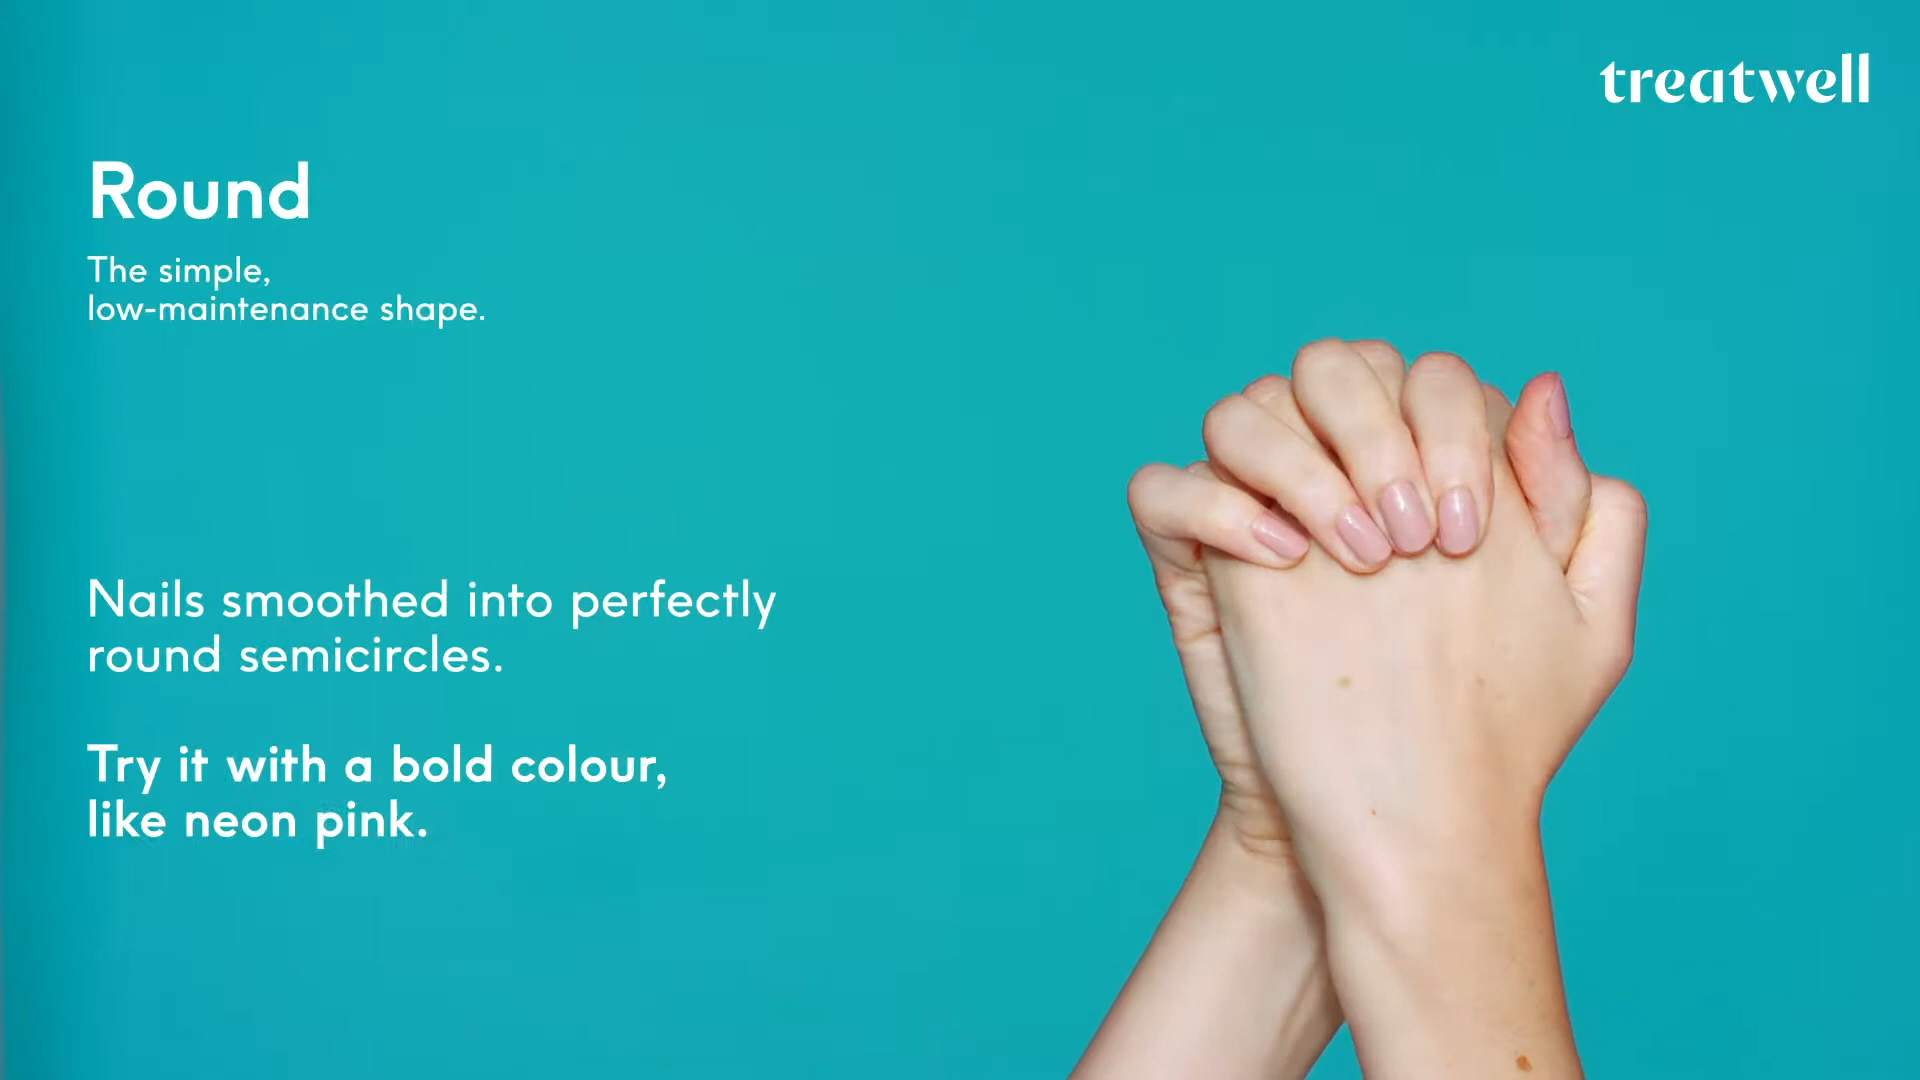 treatwell
Round
The simple,
low-maintenance shape.
Nails smoothed into perfectly
round semicircles.
Try it with a bold colour,
like neon pink.